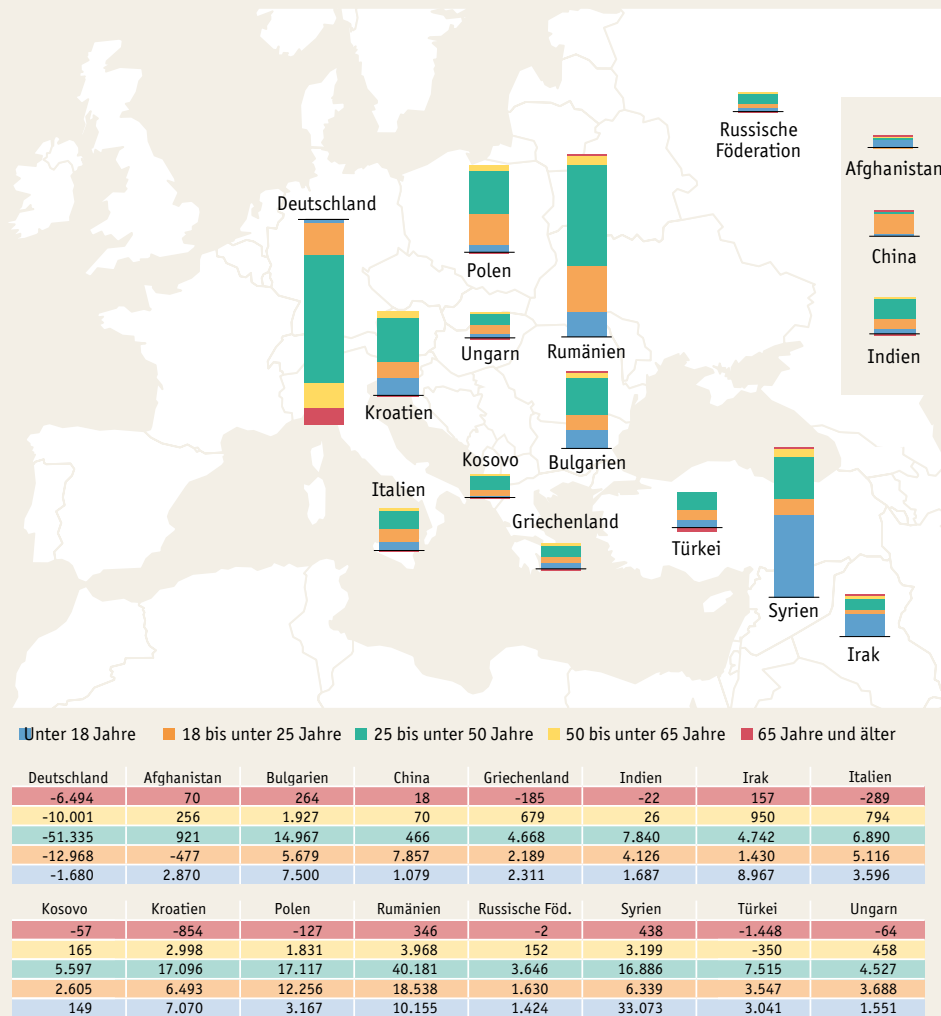 Russische
Föderation
Afghanistan
Deutschland
China
Polen
Indien
Ungarn
Rumänien
Kroatien
Kosovo
Bulgarien
Italien
Griechenland
Türkei
Syrien
Irak
Unter 18 Jahre 18 bis unter 25 Jahre 25 bis unter 50 Jahre 50 bis unter 65 Jahre 65 Jahre und älter
Deutschland Afghanistan Bulgarien China Griechenland Indien Irak Italien
-6.494 70 264 18 -185 -22 157 -289
-10.001 256 1.927 70 679 26 950 794
-51.335 921 14.967 466 4.668 7.840 4.742 6.890
-12.968 -477 5.679 7.857 2.189 4.126 1.430 5.116
-1.680 2.870 7.500 1.079 2.311 1.687 8.967 3.596
Kosovo Kroatien Polen Rumänien Russische Föd. Syrien Türkei Ungarn
-57 -854 -127 346 -2 438 -1.448 -64
165 2.998 1.831 3.968 152 3.199 -350 458
5.597 17.096 17.117 40.181 3.646 16.886 7.515 4.527
2.605 6.493 12.256 18.538 1.630 6.339 3.547 3.688
149 7.070 3.167 10.155 1.424 33.073 3.041 1.551